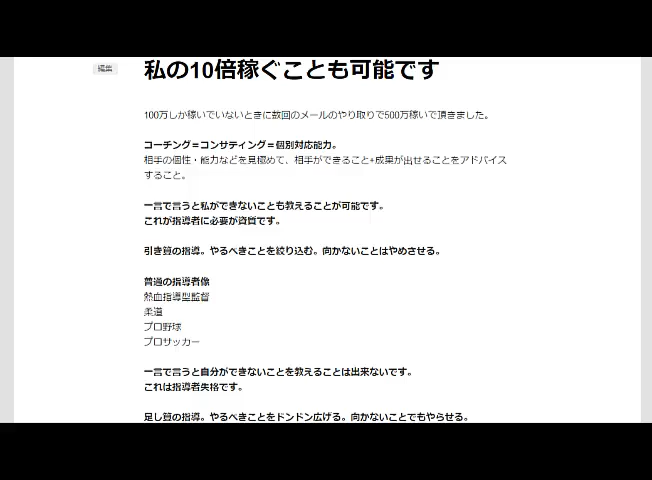 編集
私の10倍稼ぐことも可能です
100万しか稼いでいないときに数回のメールのやり取りで500万稼いで頂きました。
コーチング＝コンサティング＝個別対応能力。
相手の個性・能力などを見極めて、相手ができること+成果が出せることをアドバイス
すること。
一言で言うと私ができないことも教えることが可能です。
これが指導者に必要が資質です。
引き算の指導。やるべきことを絞り込む。向かないことはやめさせる。
普通の指導者像
熱血指導型監督
柔道
プロ野球
プロサッカー
一言で言うと自分ができないことを教えることは出来ないです。
これは指導者失格です。
足し算の指導。やるべきことをドンドン広げる。向かないことでもやらせる。